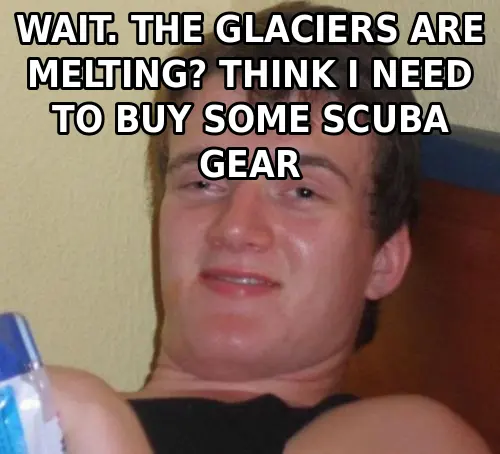 WAIT. THE GLACIERS ARE
MELTING? THINK I NEED
TO BUY SOME SCUBA
GEAR